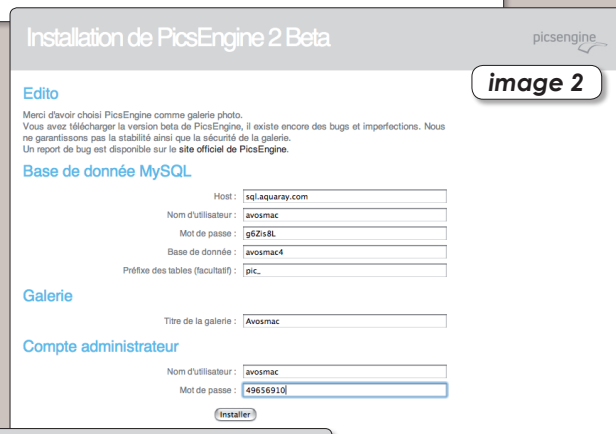 Installation de PicsEngine 2 Beta
picsengine
image 2
Edito
Merci d'avoir choisi PicsEngine comme galerie photo.
Vous avez télécharger la version beta de PicsEngine, il existe encore des bugs et imperfections. Nous
ne garantissons pas la stabilité ainsi que la sécurité de la galerie.
Un report de bug est disponible sur le site officiel de PicsEngine.
Base de donnée MySQL
Host : sql.aquaray.com
Nom d'utilisateur : avosmac
Mot de passe : g6Zis8L
Base de donnée : avosmac4
Préfixe des tables (facultatif) : pic_
Galerie
Titre de la galerie : Avosmac
Compte administrateur
Nom d'utilisateur : avosmac
Mot de passe : 49656910
Installer